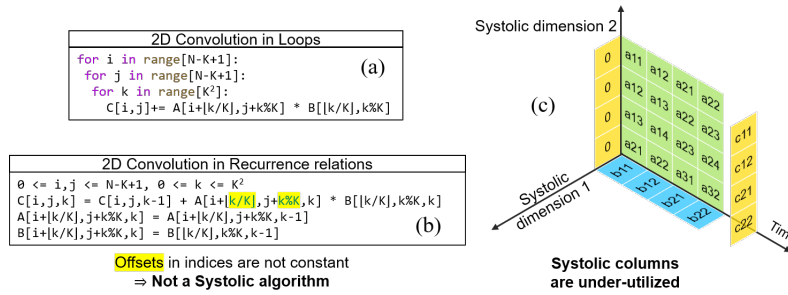 2D Convolution in Loops
for i in range[N-K+1]:
for j in range[N-K+1]:
for k in range[K²]:
C[i,j]+= A[i+⌊k/K⌋,j+k%K] * B[⌊k/K⌋,k%K]
(a)
2D Convolution in Recurrence relations
0 <= i,j <= N-K+1, 0 <= k <= K²
C[i,j,k] = C[i,j,k-1] + A[i+⌊k/K⌋,j+k%K,k] * B[⌊k/K⌋,k%K,k]
A[i+⌊k/K⌋,j+k%K,k] = A[i+⌊k/K⌋,j+k%K,k-1]
B[i+⌊k/K⌋,j+k%K,k] = B[⌊k/K⌋,k%K,k-1]
(b)
Offsets in indices are not constant
⇒ Not a Systolic algorithm
Systolic dimension 2
(c)
0 a11 a12 a21 a22
0 a12 a13 a22 a23
0 a13 a14 a23 a24
0 a21 a22 a31 a32
b11 b12 b21 b22
c11
c12
c21
c22
Systolic
dimension 1
Tim
Systolic columns
are under-utilized